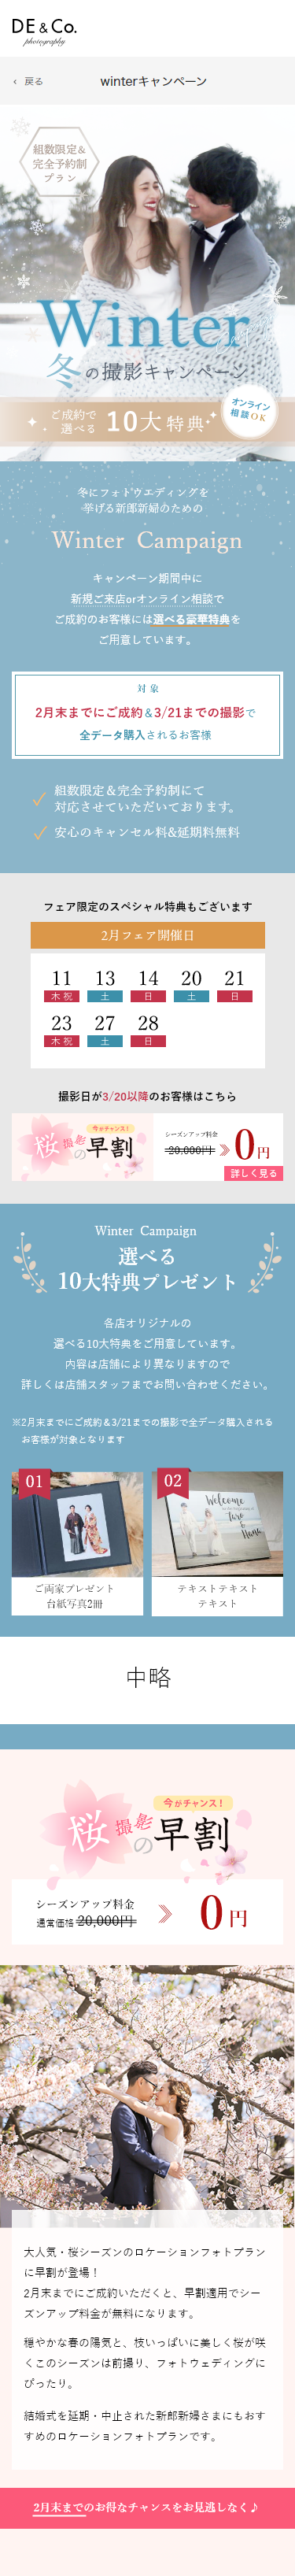 DE & Co.
photography
‹ 戻る
winterキャンペーン
組数限定&
完全予約制
プラン
Winter
冬の撮影キャンペーン
オンライン
相談OK
ご成約で
選べる
10大特典
冬にフォトウエディングを
挙げる新郎新婦のための
Winter Campaign
キャンペーン期間中に
新規ご来店orオンライン相談で
ご成約のお客様には選べる豪華特典を
ご用意しています。
対象
2月末までにご成約&3/21までの撮影で
全データ購入されるお客様
組数限定&完全予約制にて
対応させていただいております。
安心のキャンセル料&延期料無料
フェア限定のスペシャル特典もございます
2月フェア開催日
11 13 14 20 21
木 祝 土 日 土 日
23 27 28
木 祝 土 日
撮影日が3/20以降のお客様はこちら
今がチャンス!
桜撮影の早割
シーズンアップ料金
20,000円
0円
詳しく見る
Winter Campaign
選べる
10大特典プレゼント
各店オリジナルの
選べる10大特典をご用意しています。
内容は店舗により異なりますので
詳しくは店舗スタッフまでお問い合わせください。
※2月末までにご成約&3/21までの撮影で全データ購入される
お客様が対象となります
01
02
Welcome
Taro
&
Hana
ご両家プレゼント
台紙写真2冊
テキストテキスト
テキスト
中略
今がチャンス!
桜撮影の早割
シーズンアップ料金
通常価格 20,000円
0円
大人気・桜シーズンのロケーションフォトプラン
に早割が登場!
2月末までにご成約いただくと、早割適用でシー
ズンアップ料金が無料になります。
穏やかな春の陽気と、枝いっぱいに美しく桜が咲
くこのシーズンは前撮り、フォトウェディングに
ぴったり。
結婚式を延期・中止された新郎新婦さまにもおす
すめのロケーションフォトプランです。
2月末までのお得なチャンスをお見逃しなく♪